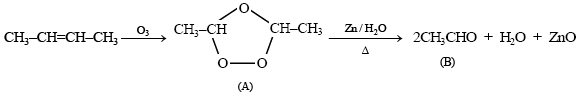 O
CH₃–CH=CH–CH₃ —O₃→ CH₃–CH CH–CH₃ —Zn / H₂O / Δ→ 2CH₃CHO + H₂O + ZnO
O—O
(A) (B)